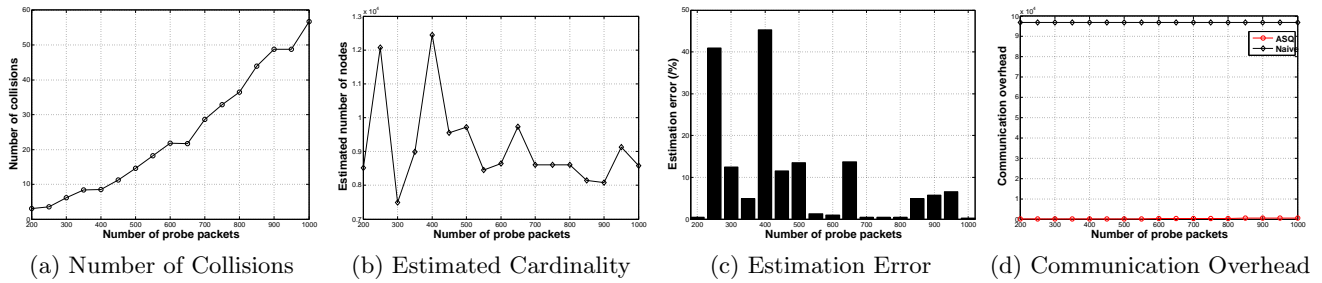 60
50
40
30
20
10
0
200 300 400 500 600 700 800 900 1000
Number of collisions
Number of probe packets
(a) Number of Collisions
x 10⁴
1.3
1.2
1.1
1
0.9
0.8
0.7
200 300 400 500 600 700 800 900 1000
Estimated number of nodes
Number of probe packets
(b) Estimated Cardinality
50
40
30
20
10
0
200 300 400 500 600 700 800 900 1000
Estimation error (/%)
Number of probe packets
(c) Estimation Error
x 10⁴
10
9
8
7
6
5
4
3
2
1
0
200 300 400 500 600 700 800 900 1000
Communication overhead
Number of probe packets
ASQ
Naive
(d) Communication Overhead